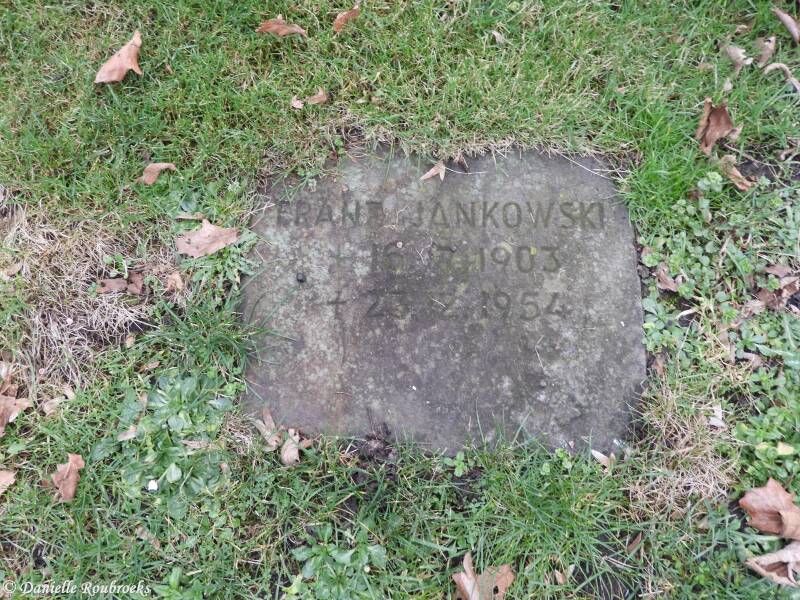 FRANZ JANKOWSKI
* 16. 7. 1903
+ 23. 2. 1954
© Danielle Roubroeks